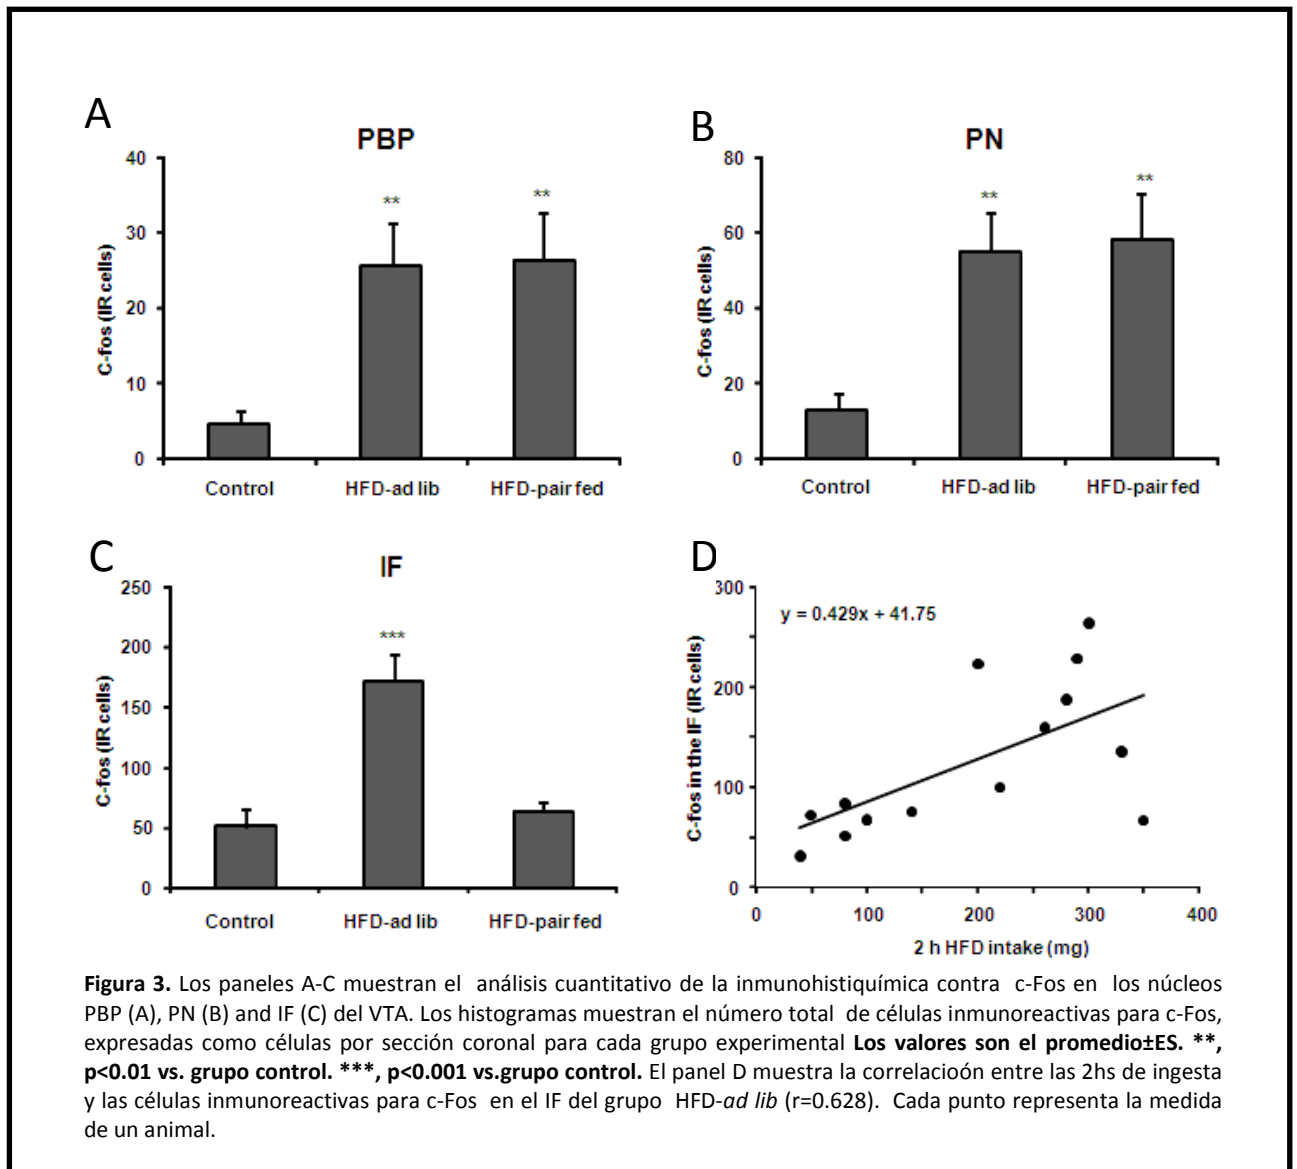 A
PBP
40
30
20
10
0
C-fos (IR cells)
**
**
Control
HFD-ad lib
HFD-pair fed
B
PN
80
60
40
20
0
C-fos (IR cells)
**
**
Control
HFD-ad lib
HFD-pair fed
C
IF
250
200
150
100
50
0
C-fos (IR cells)
***
Control
HFD-ad lib
HFD-pair fed
D
300
200
100
0
C-fos in the IF (IR cells)
y = 0.429x + 41.75
0
100
200
300
400
2 h HFD intake (mg)
Figura 3. Los paneles A-C muestran el análisis cuantitativo de la inmunohistiquímica contra c-Fos en los núcleos
PBP (A), PN (B) and IF (C) del VTA. Los histogramas muestran el número total de células inmunoreactivas para c-Fos,
expresadas como células por sección coronal para cada grupo experimental Los valores son el promedio±ES. **,
p<0.01 vs. grupo control. ***, p<0.001 vs.grupo control. El panel D muestra la correlacioón entre las 2hs de ingesta
y las células inmunoreactivas para c-Fos en el IF del grupo HFD-ad lib (r=0.628). Cada punto representa la medida
de un animal.